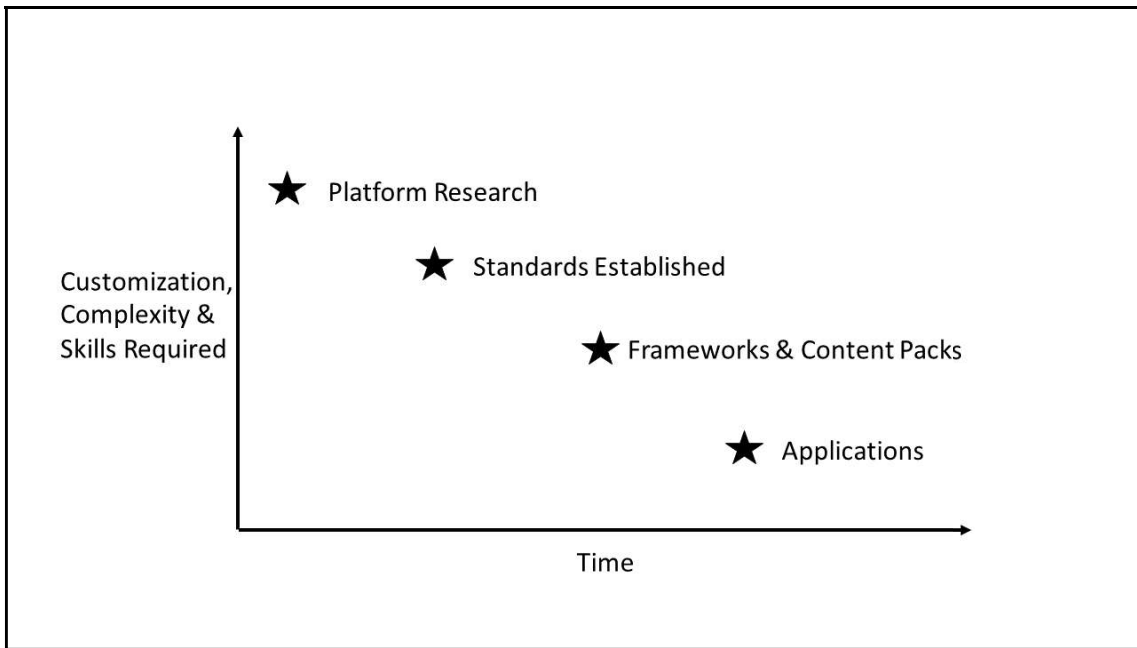 Platform Research
Standards Established
Customization,
Complexity &
Skills Required
Frameworks & Content Packs
Applications
Time